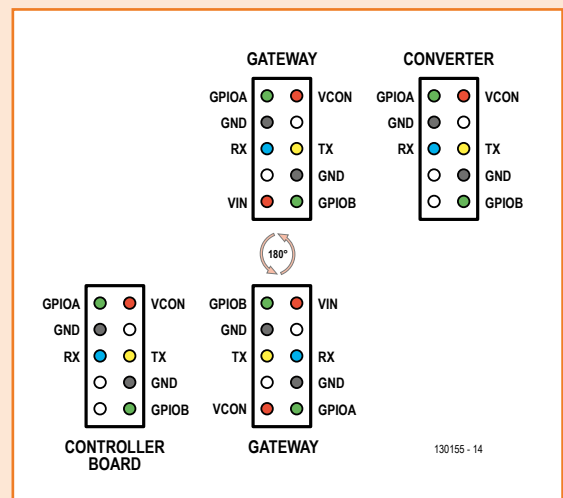 GATEWAY CONVERTER
GPIOA VCON GPIOA VCON
GND GND
RX TX RX TX
GND GND
VIN GPIOB GPIOB
180°
GPIOA VCON GPIOB VIN
GND GND
RX TX TX RX
GND GND
GPIOB VCON GPIOA
CONTROLLER BOARD GATEWAY 130155 - 14